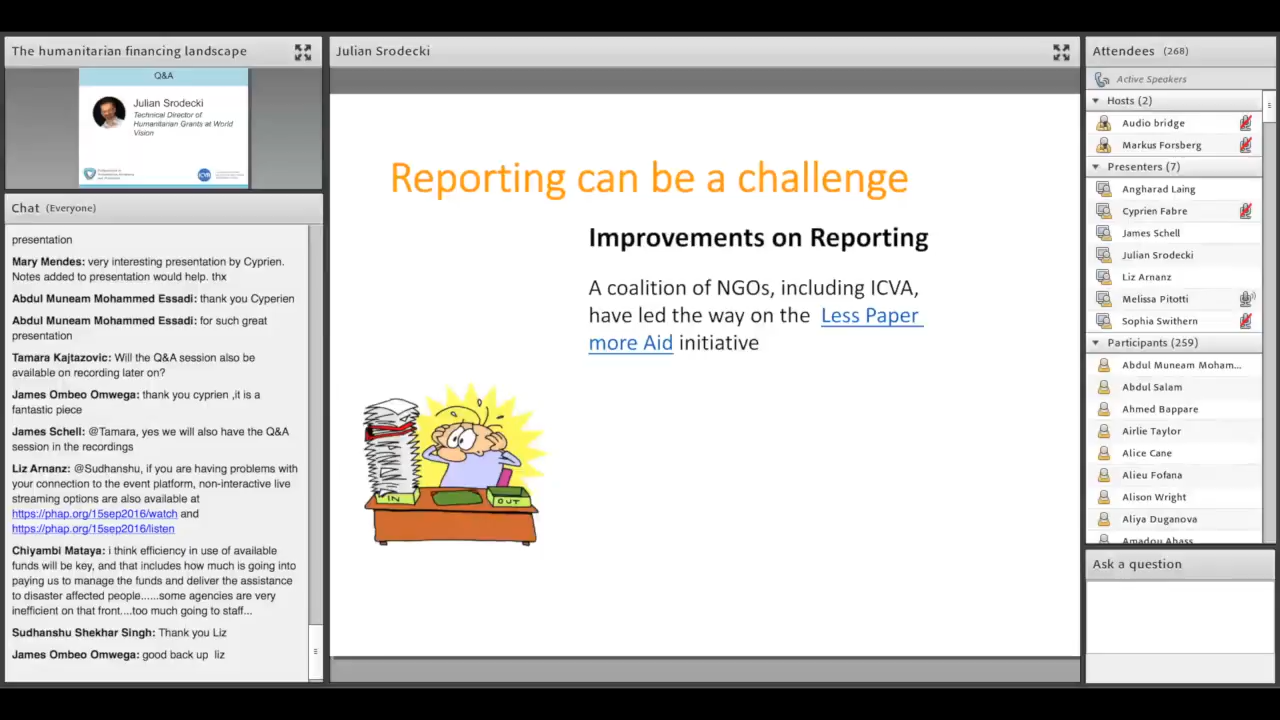 The humanitarian financing landscape
Q&A
Julian Srodecki
Technical Director of
Humanitarian Grants at World
Vision
Chat (Everyone)
presentation
Mary Mendes: very interesting presentation by Cyprien.
Notes added to presentation would help. thx
Abdul Muneam Mohammed Essadi: thank you Cyperien
Abdul Muneam Mohammed Essadi: for such great
presentation
Tamara Kajtazovic: Will the Q&A session also be
available on recording later on?
James Ombeo Omwega: thank you cyprien ,it is a
fantastic piece
James Schell: @Tamara, yes we will also have the Q&A
session in the recordings
Liz Arnanz: @Sudhanshu, if you are having problems with
your connection to the event platform, non-interactive live
streaming options are also available at
https://phap.org/15sep2016/watch and
https://phap.org/15sep2016/listen
Chiyambi Mataya: i think efficiency in use of available
funds will be key, and that includes how much is going into
paying us to manage the funds and deliver the assistance
to disaster affected people......some agencies are very
inefficient on that front....too much going to staff...
Sudhanshu Shekhar Singh: Thank you Liz
James Ombeo Omwega: good back up liz
Julian Srodecki
Reporting can be a challenge
Improvements on Reporting
A coalition of NGOs, including ICVA,
have led the way on the Less Paper
more Aid initiative
IN
OUT
Attendees (268)
Active Speakers
Hosts (2)
Audio bridge
Markus Forsberg
Presenters (7)
Angharad Laing
Cyprien Fabre
James Schell
Julian Srodecki
Liz Arnanz
Melissa Pitotti
Sophia Swithern
Participants (259)
Abdul Muneam Moham...
Abdul Salam
Ahmed Bappare
Airlie Taylor
Alice Cane
Alieu Fofana
Alison Wright
Aliya Duganova
Amadou Abass
Ask a question